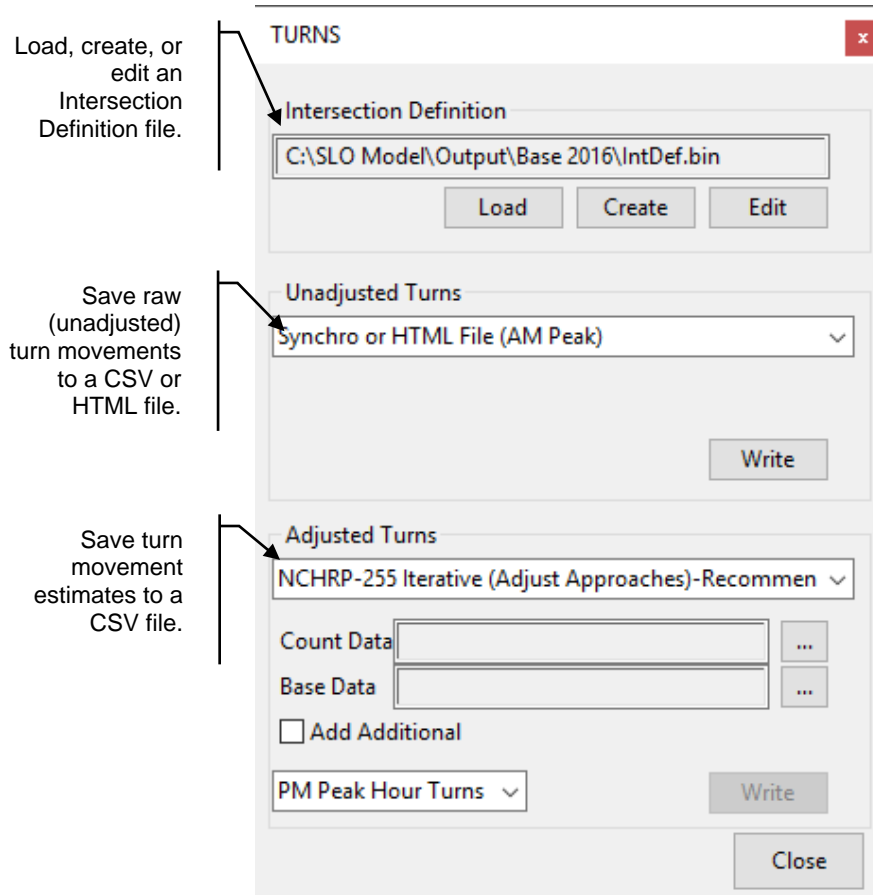 TURNS
x
Load, create, or
edit an
Intersection
Definition file.
Intersection Definition
C:\SLO Model\Output\Base 2016\IntDef.bin
Load Create Edit
Save raw
(unadjusted)
turn movements
to a CSV or
HTML file.
Unadjusted Turns
Synchro or HTML File (AM Peak)
Write
Save turn
movement
estimates to a
CSV file.
Adjusted Turns
NCHRP-255 Iterative (Adjust Approaches)-Recommen
Count Data ...
Base Data ...
Add Additional
PM Peak Hour Turns Write
Close